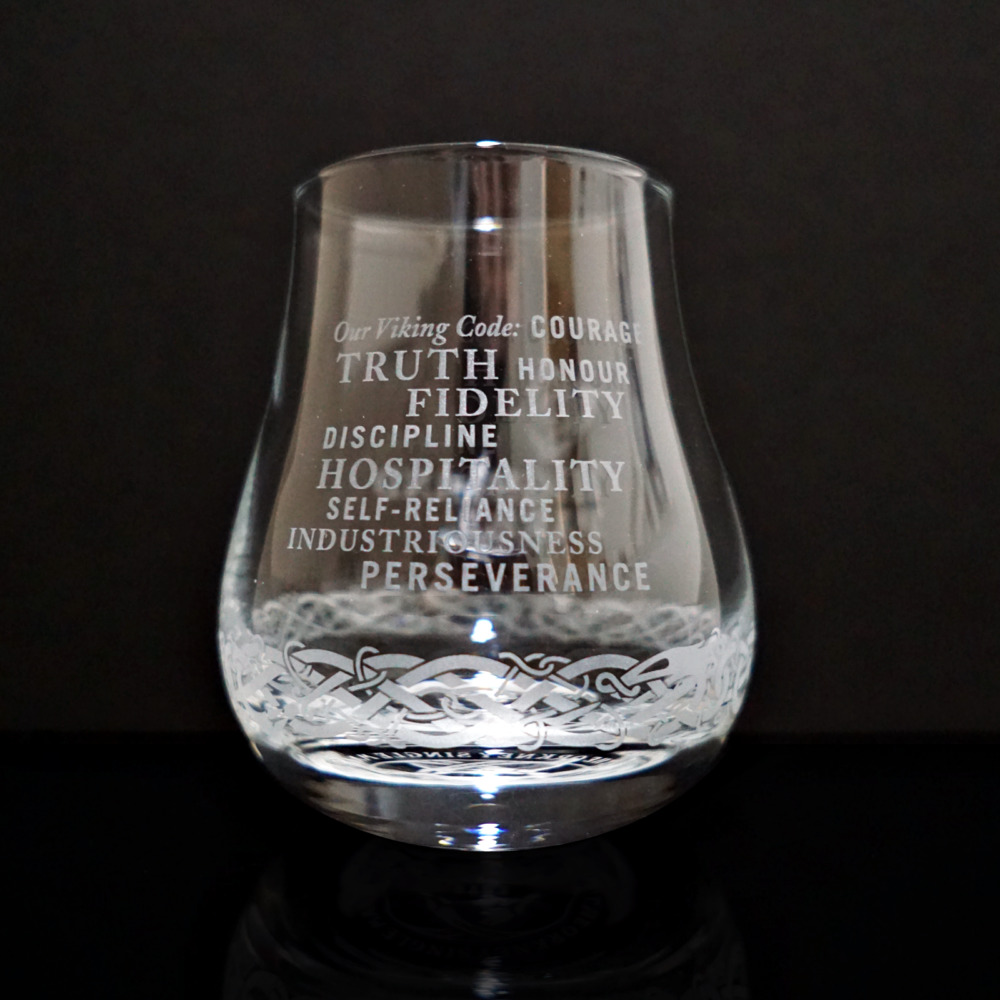 Our Viking Code: COURAGE
TRUTH HONOUR
FIDELITY
DISCIPLINE
HOSPITALITY
SELF-RELIANCE
INDUSTRIOUSNESS
PERSEVERANCE